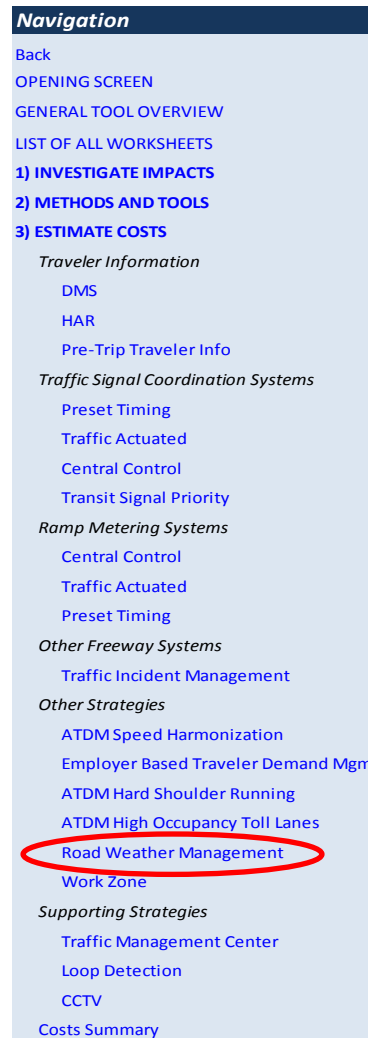 Navigation
Back
OPENING SCREEN
GENERAL TOOL OVERVIEW
LIST OF ALL WORKSHEETS
1) INVESTIGATE IMPACTS
2) METHODS AND TOOLS
3) ESTIMATE COSTS
Traveler Information
DMS
HAR
Pre-Trip Traveler Info
Traffic Signal Coordination Systems
Preset Timing
Traffic Actuated
Central Control
Transit Signal Priority
Ramp Metering Systems
Central Control
Traffic Actuated
Preset Timing
Other Freeway Systems
Traffic Incident Management
Other Strategies
ATDM Speed Harmonization
Employer Based Traveler Demand Mgm
ATDM Hard Shoulder Running
ATDM High Occupancy Toll Lanes
Road Weather Management
Work Zone
Supporting Strategies
Traffic Management Center
Loop Detection
CCTV
Costs Summary